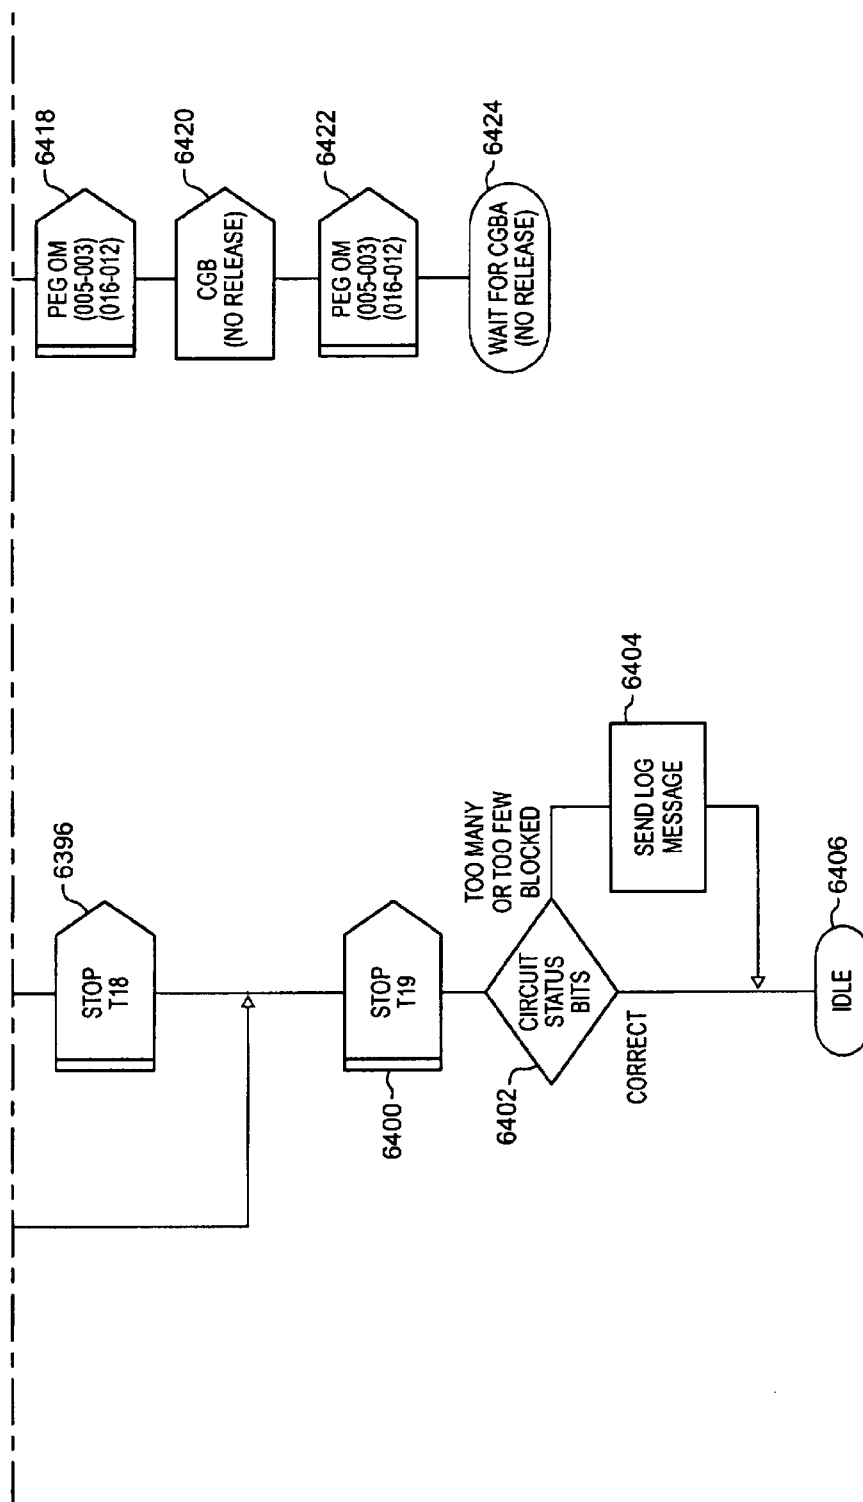 STOP
T18
6396
STOP
T19
6400
CIRCUIT
STATUS
BITS
6402
TOO MANY
OR TOO FEW
BLOCKED
CORRECT
SEND LOG
MESSAGE
6404
IDLE
6406
PEG OM
(005-003)
(016-012)
6418
CGB
(NO RELEASE)
6420
PEG OM
(005-003)
(016-012)
6422
WAIT FOR CGBA
(NO RELEASE)
6424